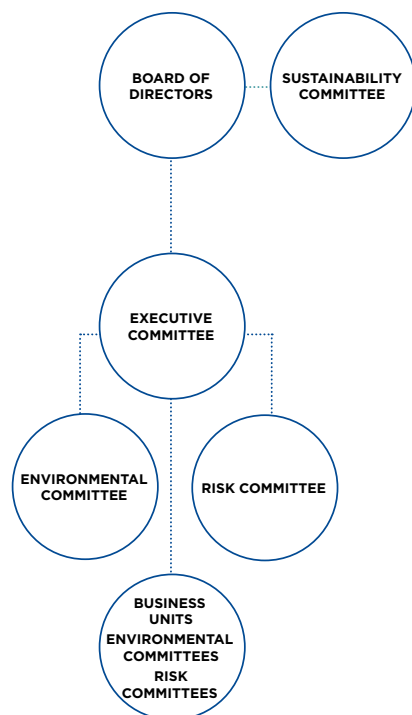 BOARD OF
DIRECTORS
SUSTAINABILITY
COMMITTEE
EXECUTIVE
COMMITTEE
ENVIRONMENTAL
COMMITTEE
RISK COMMITTEE
BUSINESS
UNITS
ENVIRONMENTAL
COMMITTEES
RISK
COMMITTEES